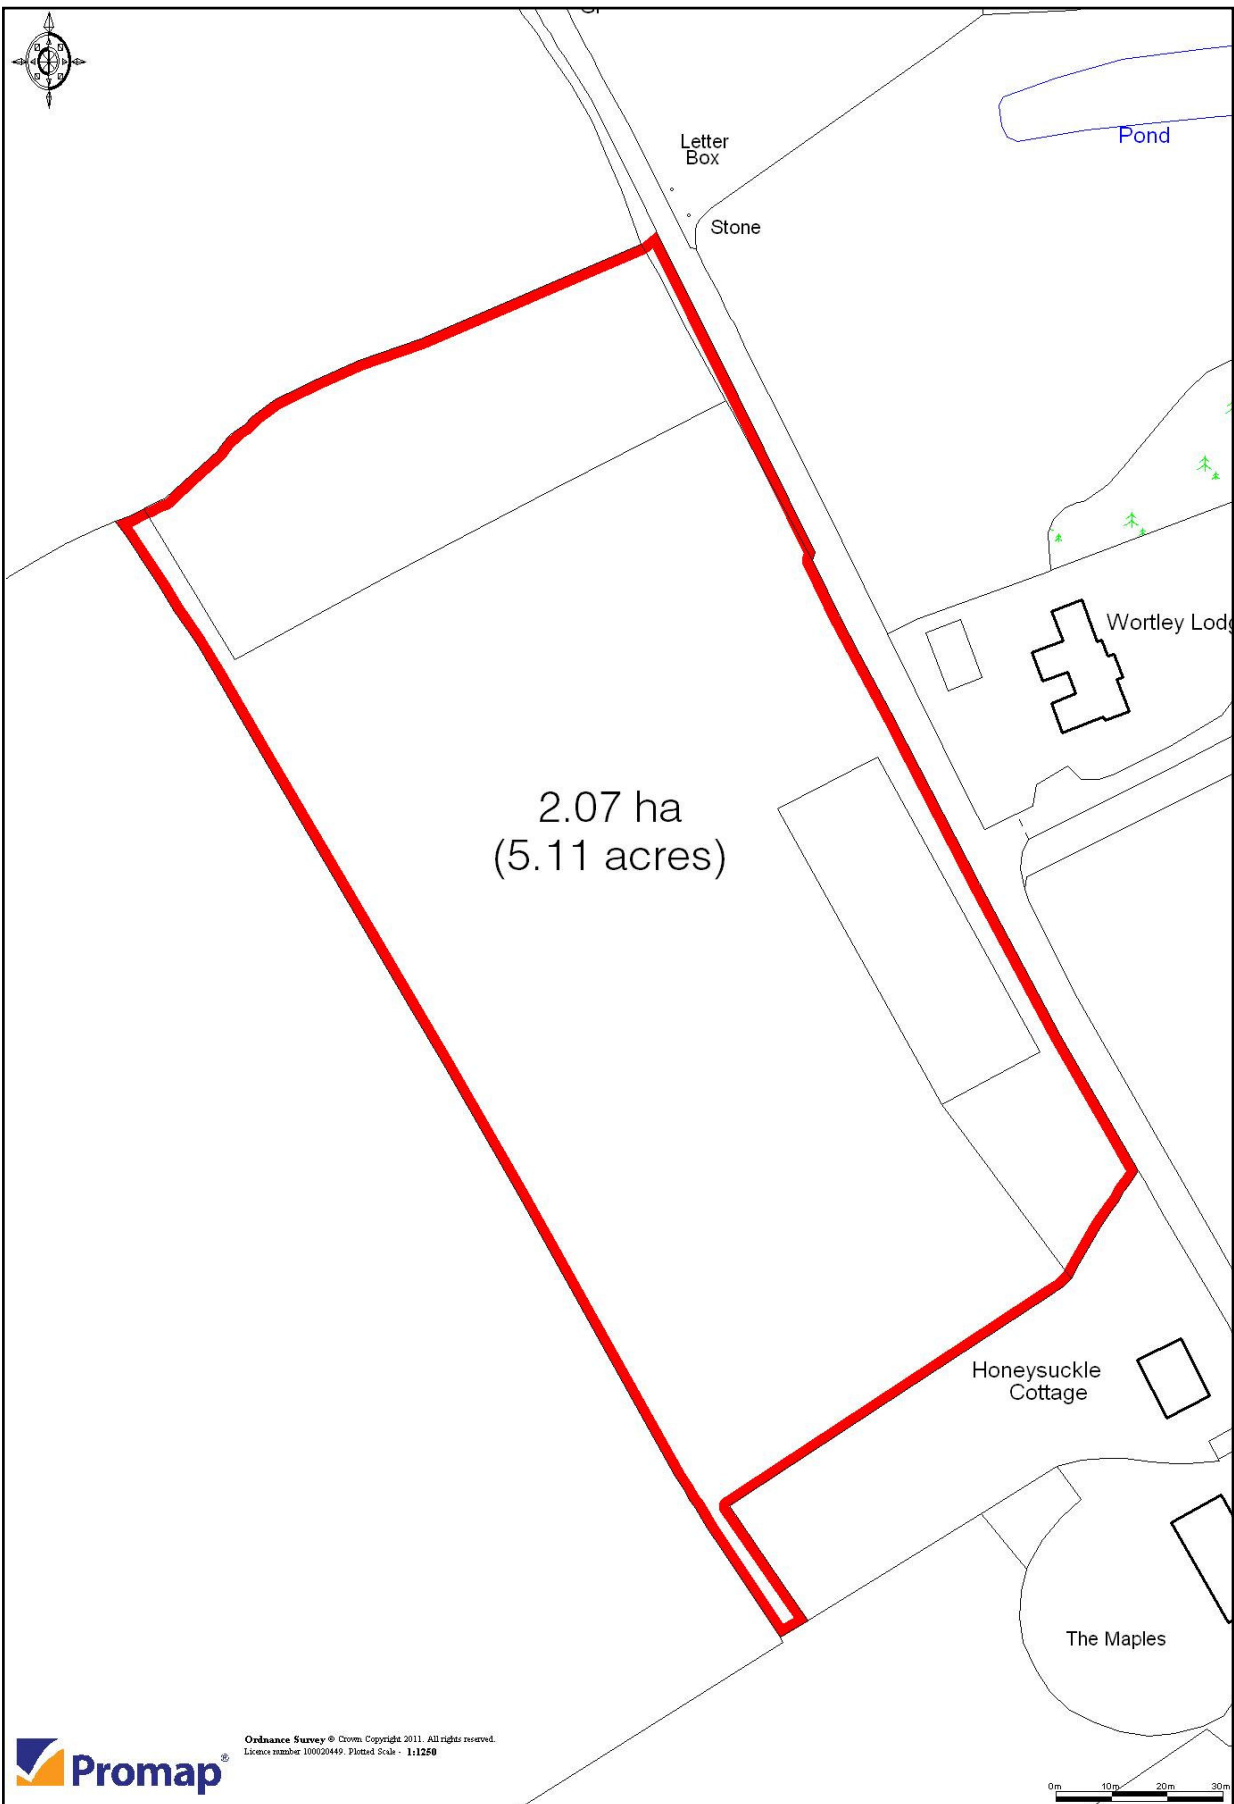 Letter
Box
Stone
Pond
Wortley Lodg
2.07 ha
(5.11 acres)
Honeysuckle
Cottage
The Maples
Promap®
Ordnance Survey © Crown Copyright 2011. All rights reserved.
Licence number 100020449. Plotted Scale - 1:1250
0m 10m 20m 30m